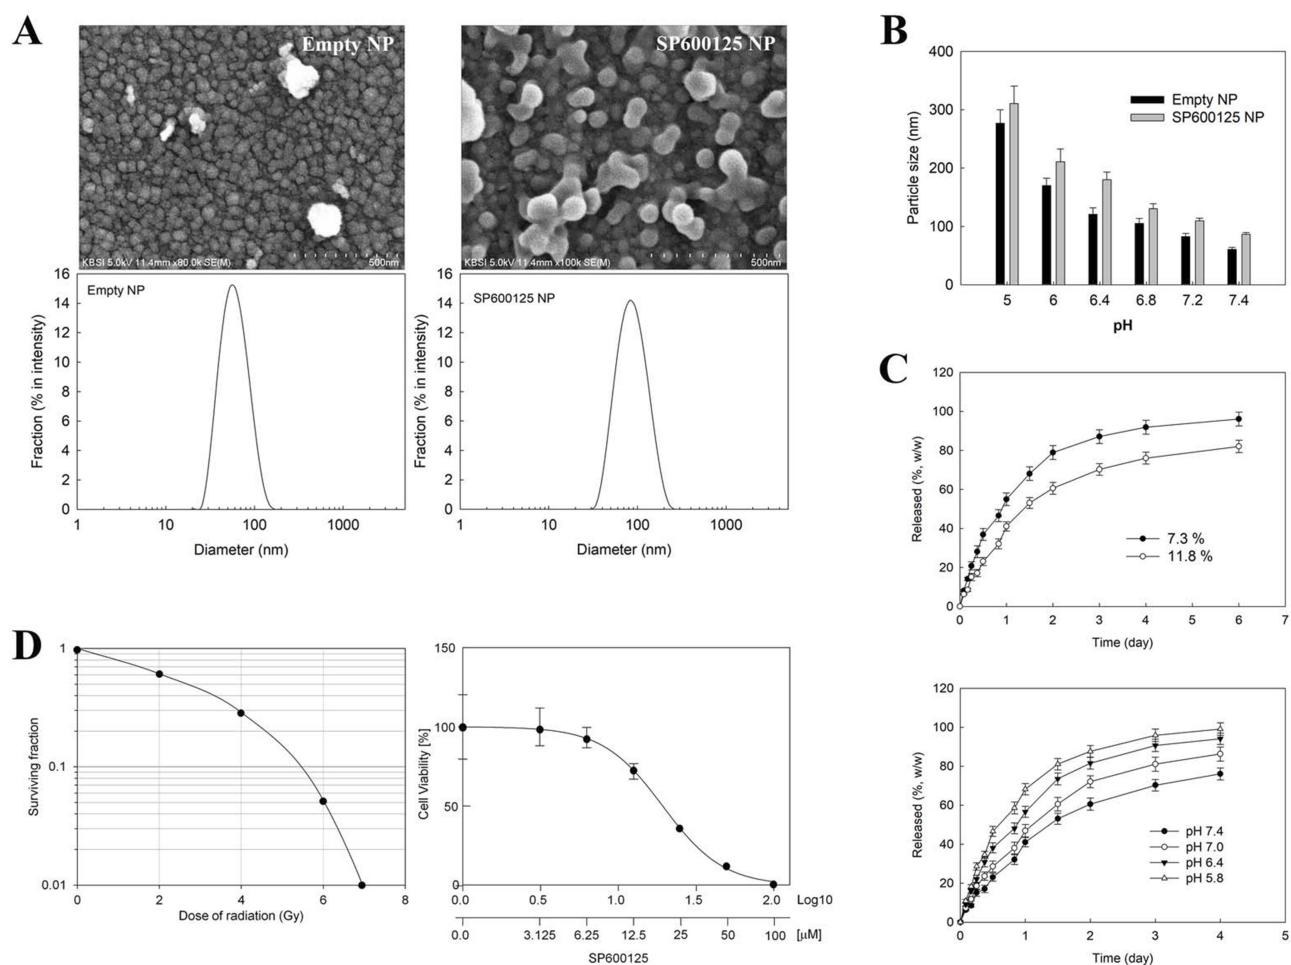 A
Empty NP
KBSI 5.0kV 11.4mm x80.0k SE(M)
500nm
SP600125 NP
KBSI 5.0kV 11.4mm x100k SE(M)
500nm
16
14
12
10
8
6
4
2
0
Fraction (% in intensity)
Empty NP
1
10
100
1000
Diameter (nm)
16
14
12
10
8
6
4
2
0
Fraction (% in intensity)
SP600125 NP
1
10
100
1000
Diameter (nm)
B
400
300
200
100
0
Particle size (nm)
Empty NP
SP600125 NP
5
6
6.4
6.8
7.2
7.4
pH
C
120
100
80
60
40
20
0
Released (%, w/w)
7.3 %
11.8 %
0
1
2
3
4
5
6
7
Time (day)
120
100
80
60
40
20
0
Released (%, w/w)
pH 7.4
pH 7.0
pH 6.4
pH 5.8
0
1
2
3
4
5
Time (day)
D
1
0.1
0.01
Surviving fraction
0
2
4
6
8
Dose of radiation (Gy)
150
100
50
0
Cell Viability [%]
0.0
0.5
1.0
1.5
2.0
Log10
0.0
3.125
6.25
12.5
25
50
100
[µM]
SP600125